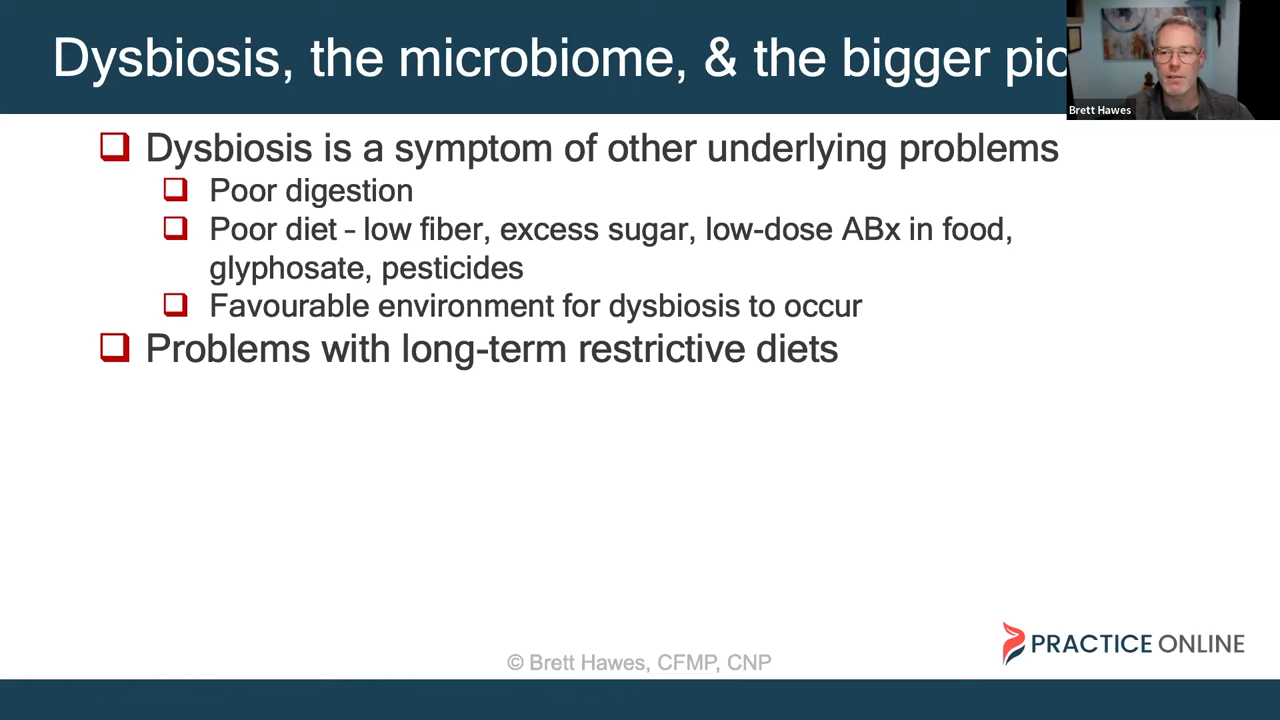 Dysbiosis, the microbiome, & the bigger pic
Brett Hawes
Dysbiosis is a symptom of other underlying problems
Poor digestion
Poor diet – low fiber, excess sugar, low-dose ABx in food,
glyphosate, pesticides
Favourable environment for dysbiosis to occur
Problems with long-term restrictive diets
PRACTICE ONLINE
© Brett Hawes, CFMP, CNP